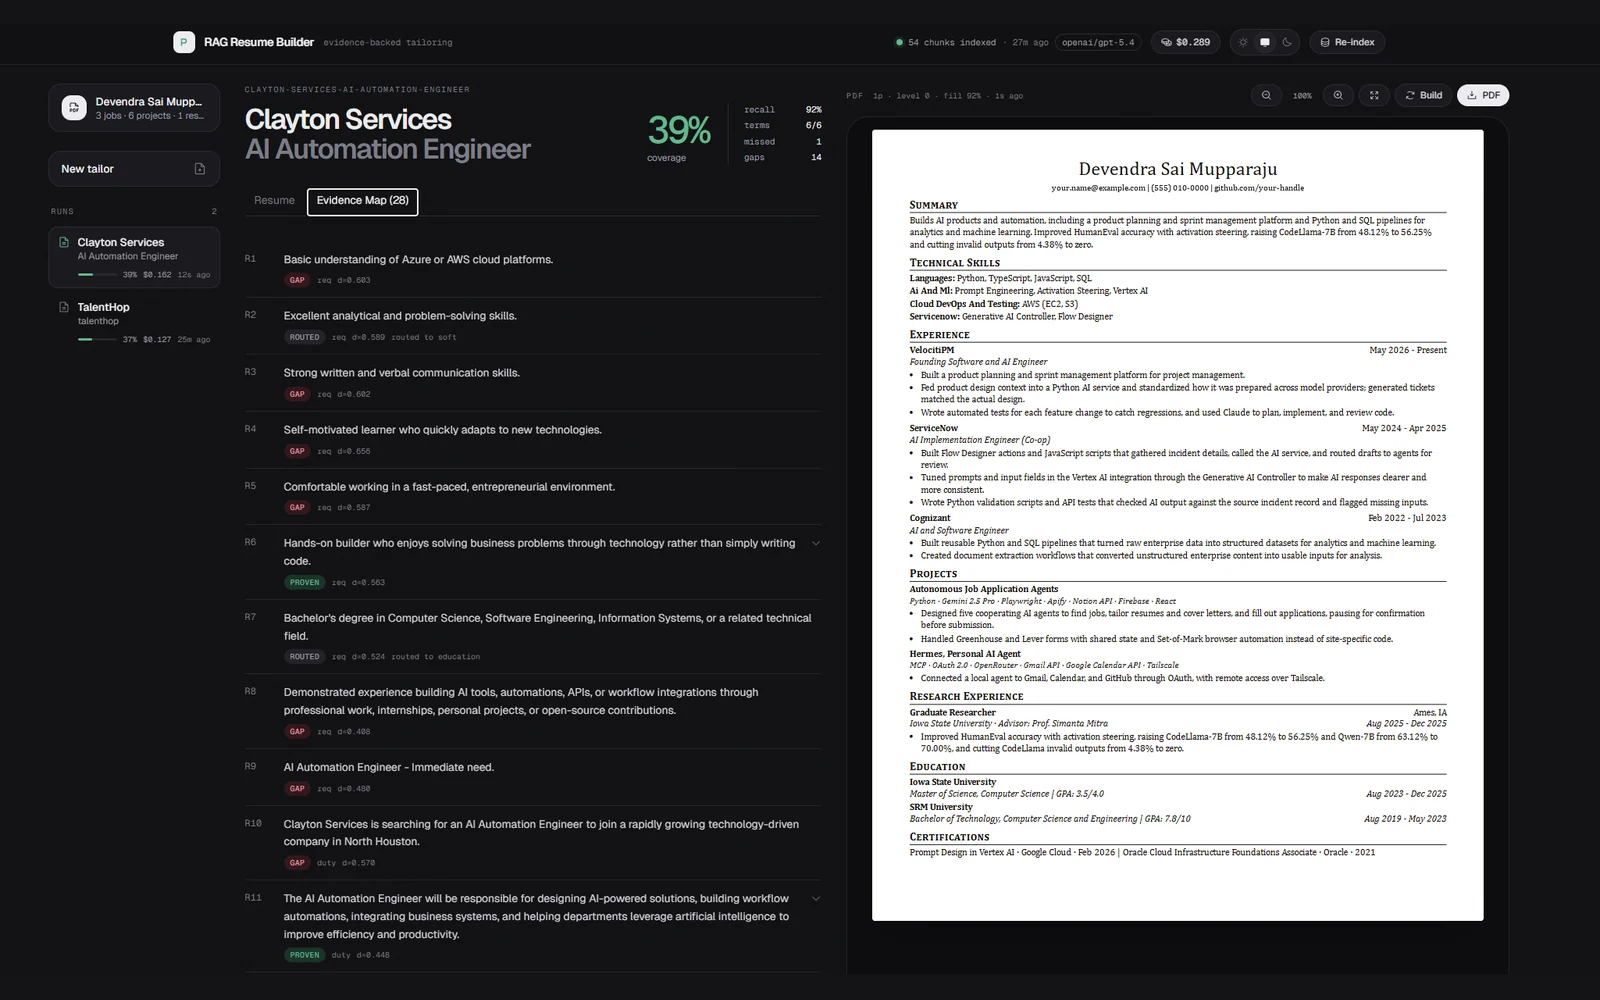 P RAG Resume Builder evidence-backed tailoring
54 chunks indexed · 27m ago openai/gpt-5.4 $0.289 Re-index
Devendra Sai Mupp...
3 jobs · 6 projects · 1 res...
New tailor
RUNS 2
Clayton Services
AI Automation Engineer
39% $0.162 12s ago
TalentHop
talenthop
37% $0.127 25m ago
CLAYTON-SERVICES-AI-AUTOMATION-ENGINEER
Clayton Services
AI Automation Engineer
39%
coverage
recall 92%
terms 6/6
missed 1
gaps 14
Resume Evidence Map (28)
R1 Basic understanding of Azure or AWS cloud platforms.
GAP req d=0.603
R2 Excellent analytical and problem-solving skills.
ROUTED req d=0.589 routed to soft
R3 Strong written and verbal communication skills.
GAP req d=0.602
R4 Self-motivated learner who quickly adapts to new technologies.
GAP req d=0.656
R5 Comfortable working in a fast-paced, entrepreneurial environment.
GAP req d=0.587
R6 Hands-on builder who enjoys solving business problems through technology rather than simply writing
code.
PROVEN req d=0.563
R7 Bachelor's degree in Computer Science, Software Engineering, Information Systems, or a related technical
field.
ROUTED req d=0.524 routed to education
R8 Demonstrated experience building AI tools, automations, APIs, or workflow integrations through
professional work, internships, personal projects, or open-source contributions.
GAP req d=0.408
R9 AI Automation Engineer - Immediate need.
GAP req d=0.480
R10 Clayton Services is searching for an AI Automation Engineer to join a rapidly growing technology-driven
company in North Houston.
GAP duty d=0.570
R11 The AI Automation Engineer will be responsible for designing AI-powered solutions, building workflow
automations, integrating business systems, and helping departments leverage artificial intelligence to
improve efficiency and productivity.
PROVEN duty d=0.448
PDF 1p · level 0 · fill 92% · 1s ago
100% Build PDF
Devendra Sai Mupparaju
your.name@example.com | (555) 010-0000 | github.com/your-handle
SUMMARY
Builds AI products and automation, including a product planning and sprint management platform and Python and SQL pipelines for
analytics and machine learning. Improved HumanEval accuracy with activation steering, raising CodeLlama-7B from 48.12% to 56.25%
and cutting invalid outputs from 4.38% to zero.
TECHNICAL SKILLS
Languages: Python, TypeScript, JavaScript, SQL
Ai And Ml: Prompt Engineering, Activation Steering, Vertex AI
Cloud DevOps And Testing: AWS (EC2, S3)
Servicenow: Generative AI Controller, Flow Designer
EXPERIENCE
VelocitiPM May 2026 - Present
Founding Software and AI Engineer
• Built a product planning and sprint management platform for project management.
• Fed product design context into a Python AI service and standardized how it was prepared across model providers; generated tickets
matched the actual design.
• Wrote automated tests for each feature change to catch regressions, and used Claude to plan, implement, and review code.
ServiceNow May 2024 - Apr 2025
AI Implementation Engineer (Co-op)
• Built Flow Designer actions and JavaScript scripts that gathered incident details, called the AI service, and routed drafts to agents for
review.
• Tuned prompts and input fields in the Vertex AI integration through the Generative AI Controller to make AI responses clearer and
more consistent.
• Wrote Python validation scripts and API tests that checked AI output against the source incident record and flagged missing inputs.
Cognizant Feb 2022 - Jul 2023
AI and Software Engineer
• Built reusable Python and SQL pipelines that turned raw enterprise data into structured datasets for analytics and machine learning.
• Created document extraction workflows that converted unstructured enterprise content into usable inputs for analysis.
PROJECTS
Autonomous Job Application Agents
Python · Gemini 2.5 Pro · Playwright · Apify · Notion API · Firebase · React
• Designed five cooperating AI agents to find jobs, tailor resumes and cover letters, and fill out applications, pausing for confirmation
before submission.
• Handled Greenhouse and Lever forms with shared state and Set-of-Mark browser automation instead of site-specific code.
Hermes, Personal AI Agent
MCP · OAuth 2.0 · OpenRouter · Gmail API · Google Calendar API · Tailscale
• Connected a local agent to Gmail, Calendar, and GitHub through OAuth, with remote access over Tailscale.
RESEARCH EXPERIENCE
Graduate Researcher Ames, IA
Iowa State University · Advisor: Prof. Simanta Mitra Aug 2025 - Dec 2025
• Improved HumanEval accuracy with activation steering, raising CodeLlama-7B from 48.12% to 56.25% and Qwen-7B from 63.12% to
70.00%, and cutting CodeLlama invalid outputs from 4.38% to zero.
EDUCATION
Iowa State University
Master of Science, Computer Science | GPA: 3.5/4.0 Aug 2023 - Dec 2025
SRM University
Bachelor of Technology, Computer Science and Engineering | GPA: 7.8/10 Aug 2019 - May 2023
CERTIFICATIONS
Prompt Design in Vertex AI · Google Cloud · Feb 2026 | Oracle Cloud Infrastructure Foundations Associate · Oracle · 2021